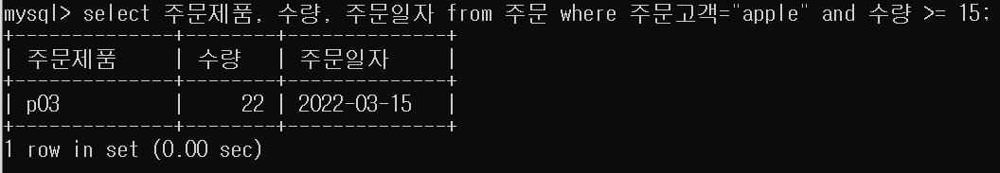 mysql> select 주문제품, 수량, 주문일자 from 주문 where 주문고객="apple" and 수량 >= 15;
+--------------+--------+--------------+
| 주문제품     | 수량   | 주문일자     |
+--------------+--------+--------------+
| p03          |     22 | 2022-03-15   |
+--------------+--------+--------------+
1 row in set (0.00 sec)